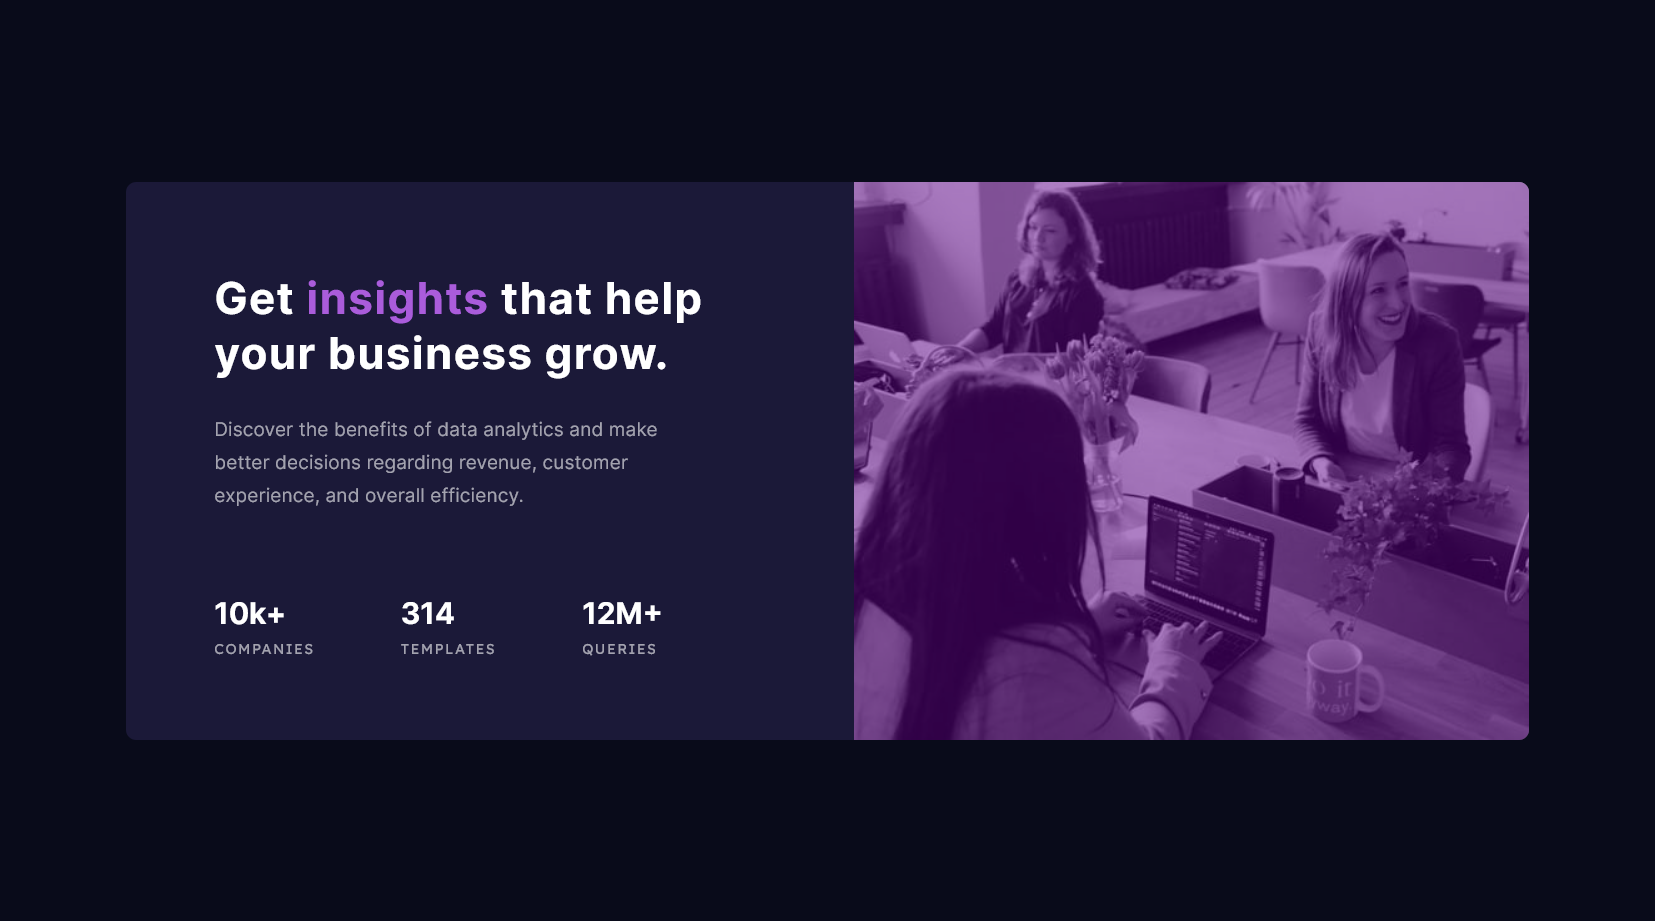 Get insights that help
your business grow.
Discover the benefits of data analytics and make
better decisions regarding revenue, customer
experience, and overall efficiency.
10k+ 314 12M+
COMPANIES TEMPLATES QUERIES